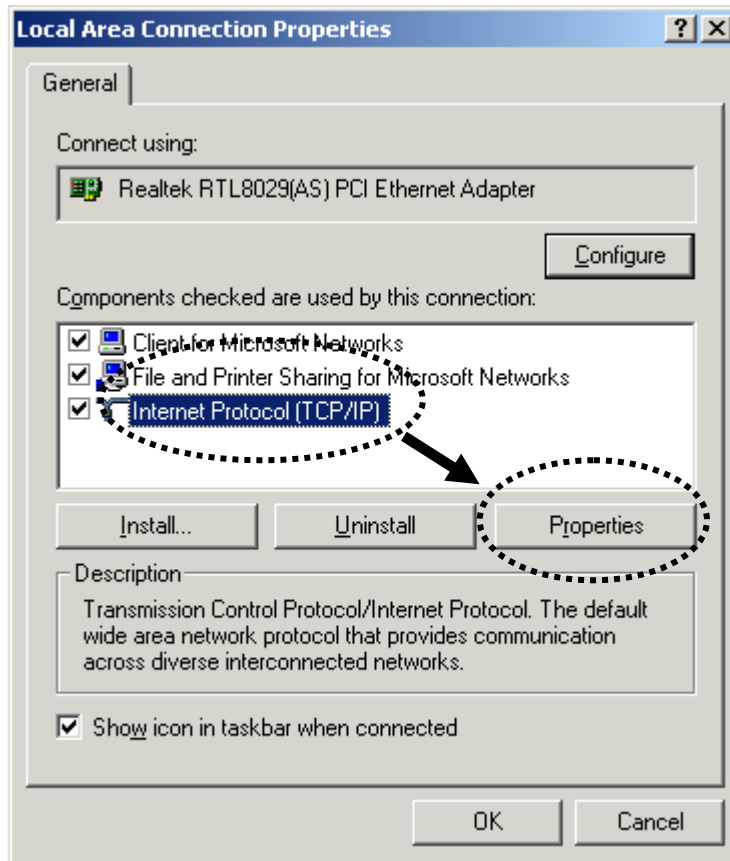 Local Area Connection Properties
General
Connect using:
Realtek RTL8029(AS) PCI Ethernet Adapter
Configure
Components checked are used by this connection:
Client for Microsoft Networks
File and Printer Sharing for Microsoft Networks
Internet Protocol (TCP/IP)
Install... Uninstall Properties
Description
Transmission Control Protocol/Internet Protocol. The default
wide area network protocol that provides communication
across diverse interconnected networks.
Show icon in taskbar when connected
OK Cancel